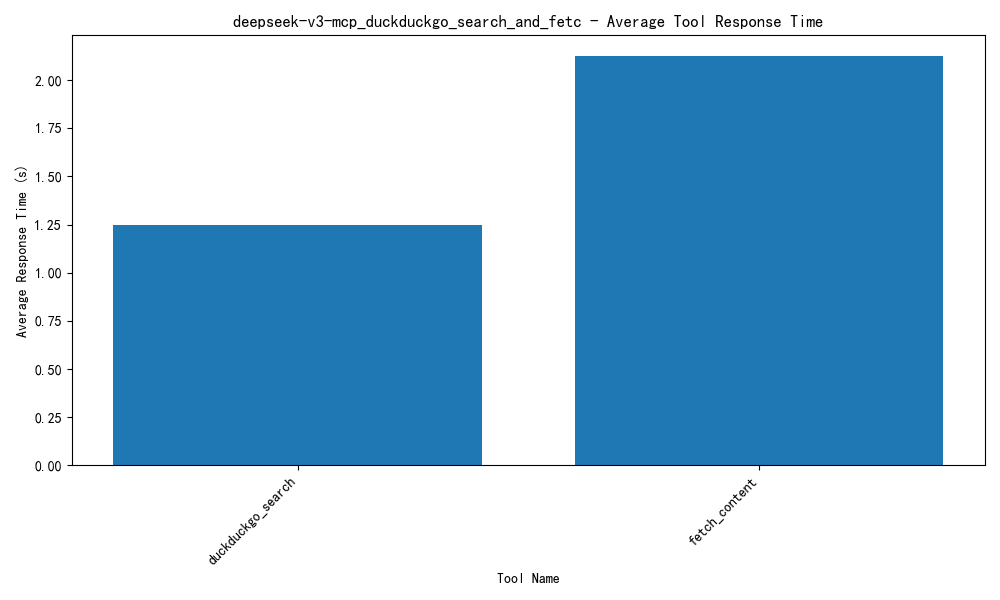 deepseek-v3-mcp_duckduckgo_search_and_fetc - Average Tool Response Time
2.00
1.75
1.50
1.25
1.00
0.75
0.50
0.25
0.00
Average Response Time (s)
duckduckgo_search
fetch_content
Tool Name